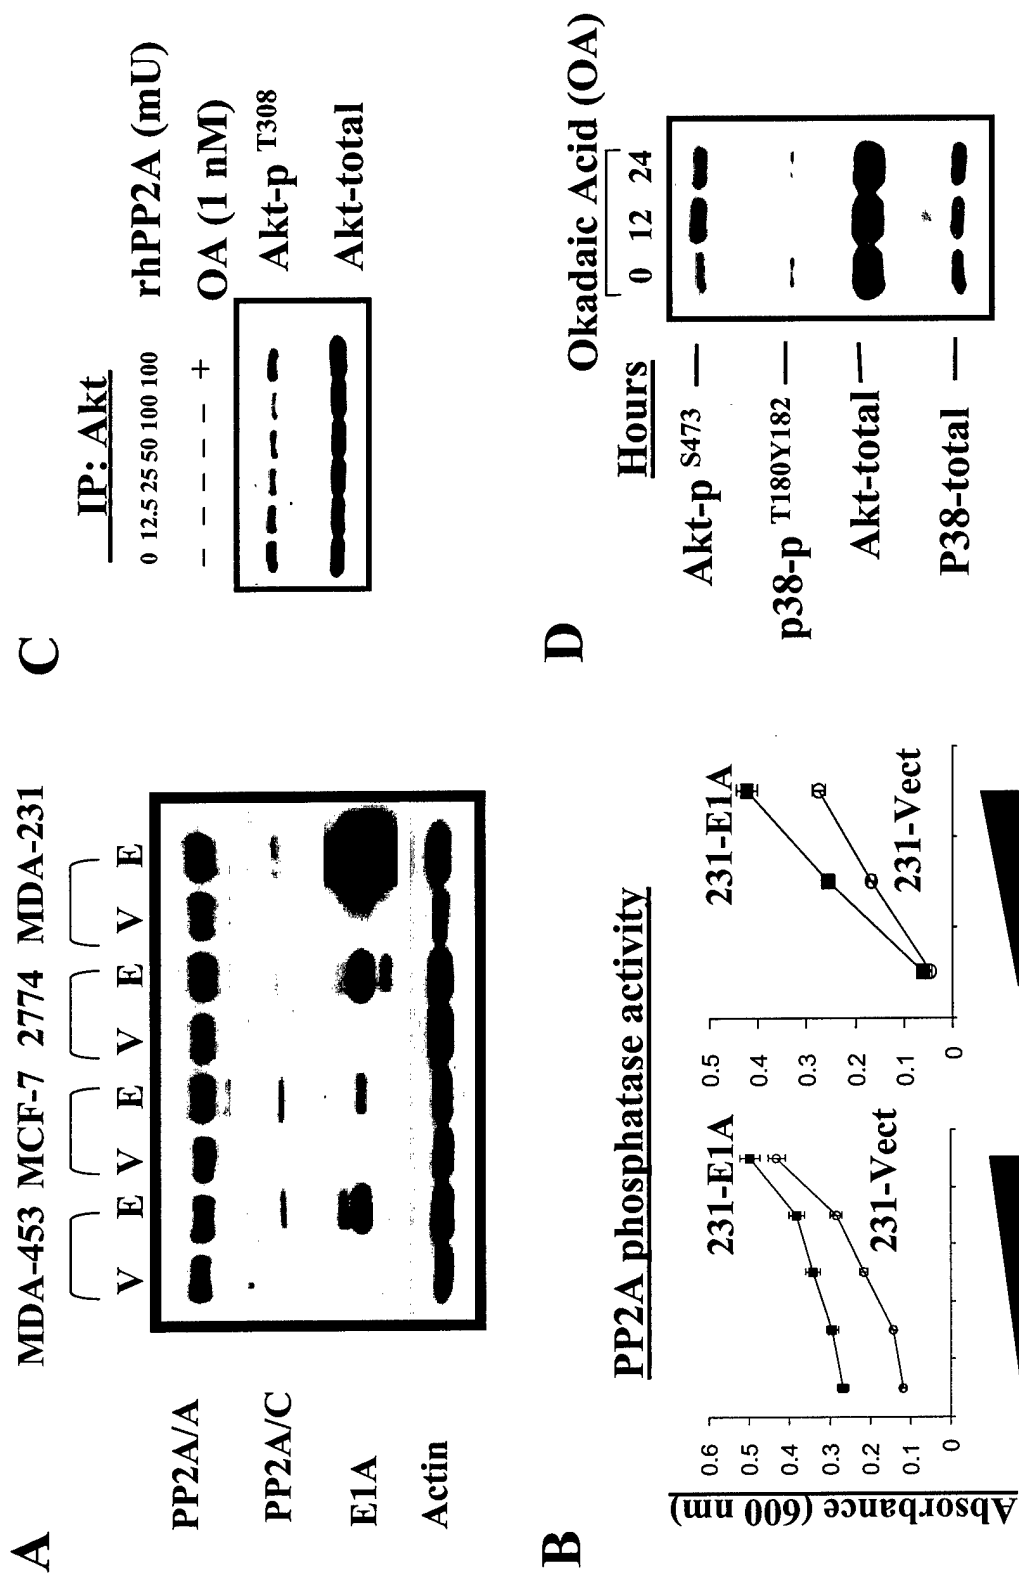 A
MDA-453 MCF-7 2774 MDA-231
V E V E V E V E
PP2A/A
PP2A/C
E1A
Actin
B
PP2A phosphatase activity
Absorbance (600 nm)
0.6
0.5
0.4
0.3
0.2
0.1
0
231-E1A
231-Vect
0.5
0.4
0.3
0.2
0.1
0
231-E1A
231-Vect
C
IP: Akt
0 12.5 25 50 100 100 rhPP2A (mU)
– – – – – + OA (1 nM)
Akt-p T308
Akt-total
D
Okadaic Acid (OA)
Hours 0 12 24
Akt-p S473
p38-p T180Y182
Akt-total
P38-total